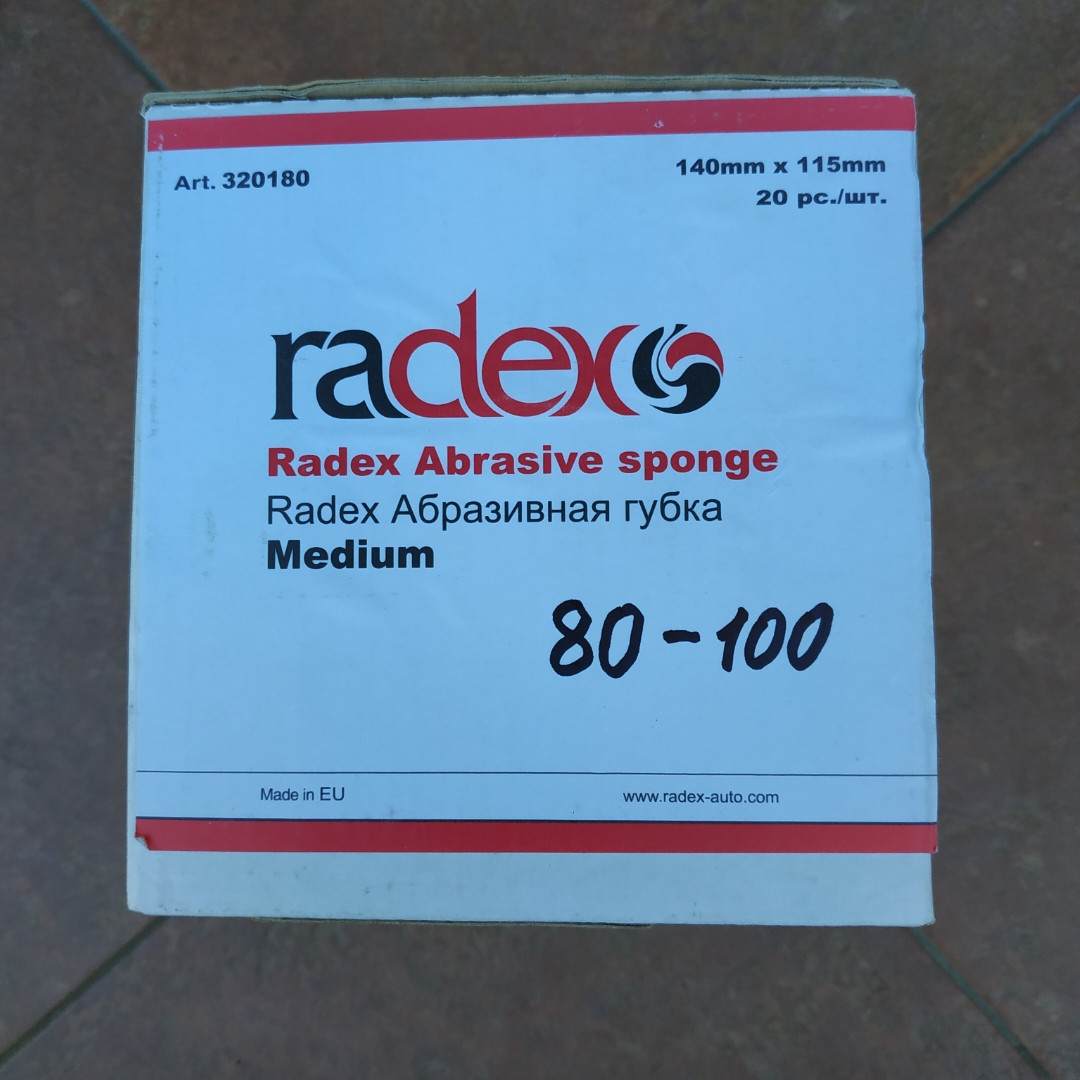 Art. 320180
140mm x 115mm
20 pc./шт.
radex
Radex Abrasive sponge
Radex Абразивная губка
Medium
80-100
Made in EU
www.radex-auto.com